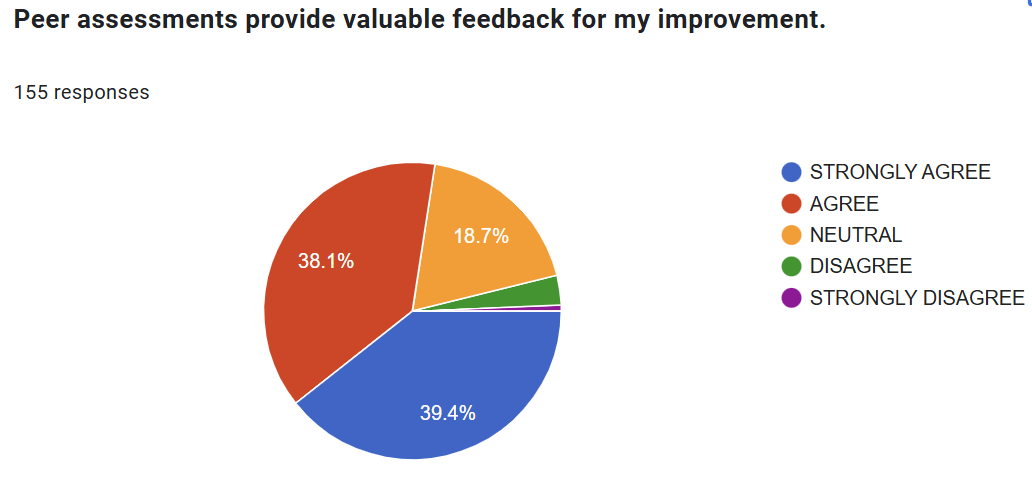 Peer assessments provide valuable feedback for my improvement.
155 responses
STRONGLY AGREE
AGREE
NEUTRAL
DISAGREE
STRONGLY DISAGREE
18.7%
38.1%
39.4%